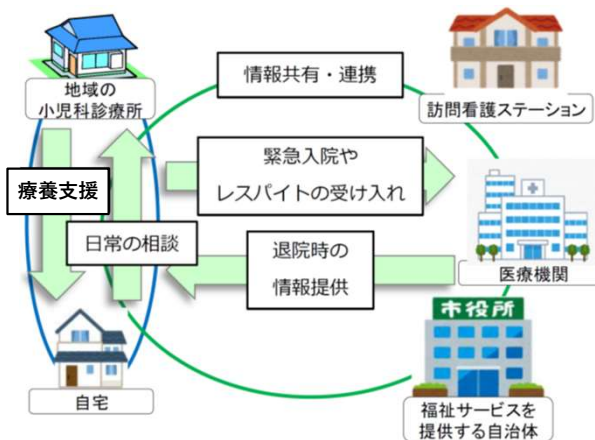 地域の
小児科診療所
情報共有・連携
訪問看護ステーション
療養支援
緊急入院や
レスパイトの受け入れ
日常の相談
退院時の
情報提供
医療機関
市役所
自宅
福祉サービスを
提供する自治体